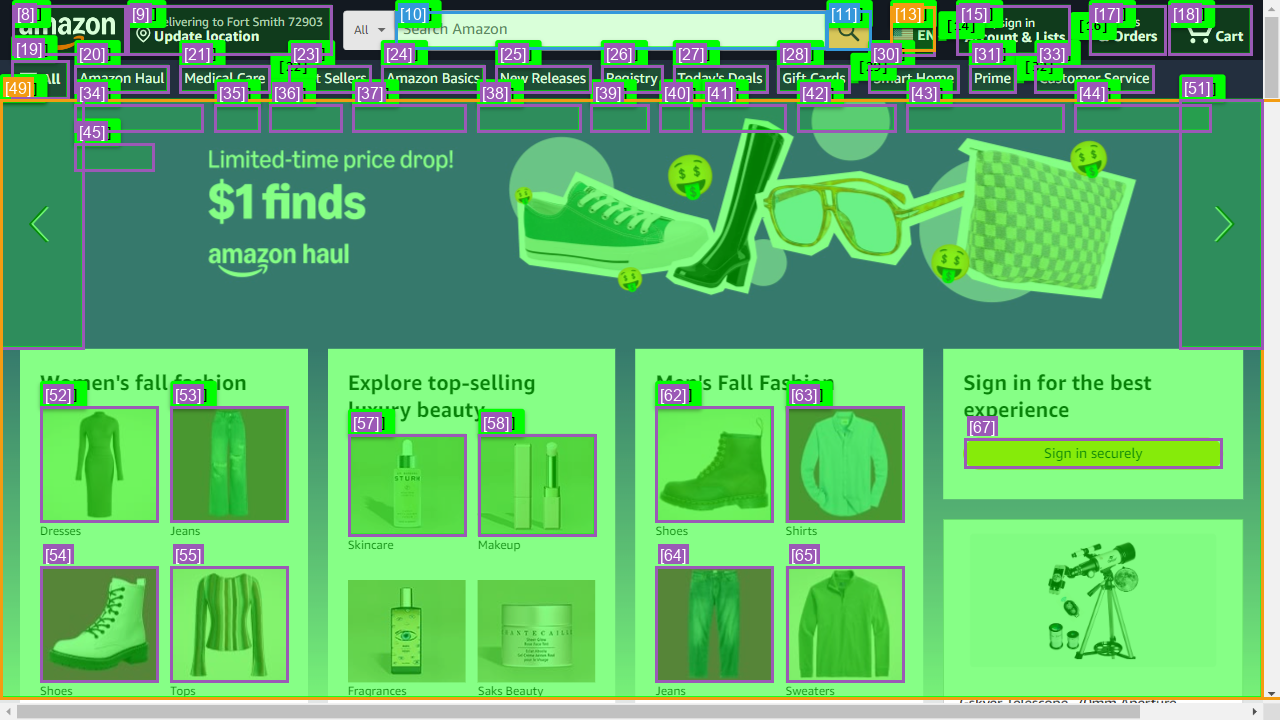 [8]
[9]
[10]
[11]
[13]
[15]
[17]
[18]
amazon
Delivering to Fort Smith 72903
Update location
All
Search Amazon
EN
sign in
Account & Lists
Orders
Cart
[19]
[20]
[21]
[23]
[24]
[25]
[26]
[27]
[28]
[30]
[31]
[33]
All
Amazon Haul
Medical Care
Best Sellers
Amazon Basics
New Releases
Registry
Today's Deals
Gift Cards
Smart Home
Prime
Customer Service
[49]
[34]
[35]
[36]
[37]
[38]
[39]
[40]
[41]
[42]
[43]
[44]
[51]
[45]
Limited-time price drop!
$1 finds
amazon haul
Women's fall fashion
[52]
[53]
Dresses
Jeans
[54]
[55]
Shoes
Tops
Explore top-selling
luxury beauty
[57]
[58]
STURM
Skincare
Makeup
CHANTECAILLE
Fragrances
Saks Beauty
Men's Fall Fashion
[62]
[63]
Shoes
Shirts
[64]
[65]
Jeans
Sweaters
Sign in for the best
experience
[67]
Sign in securely